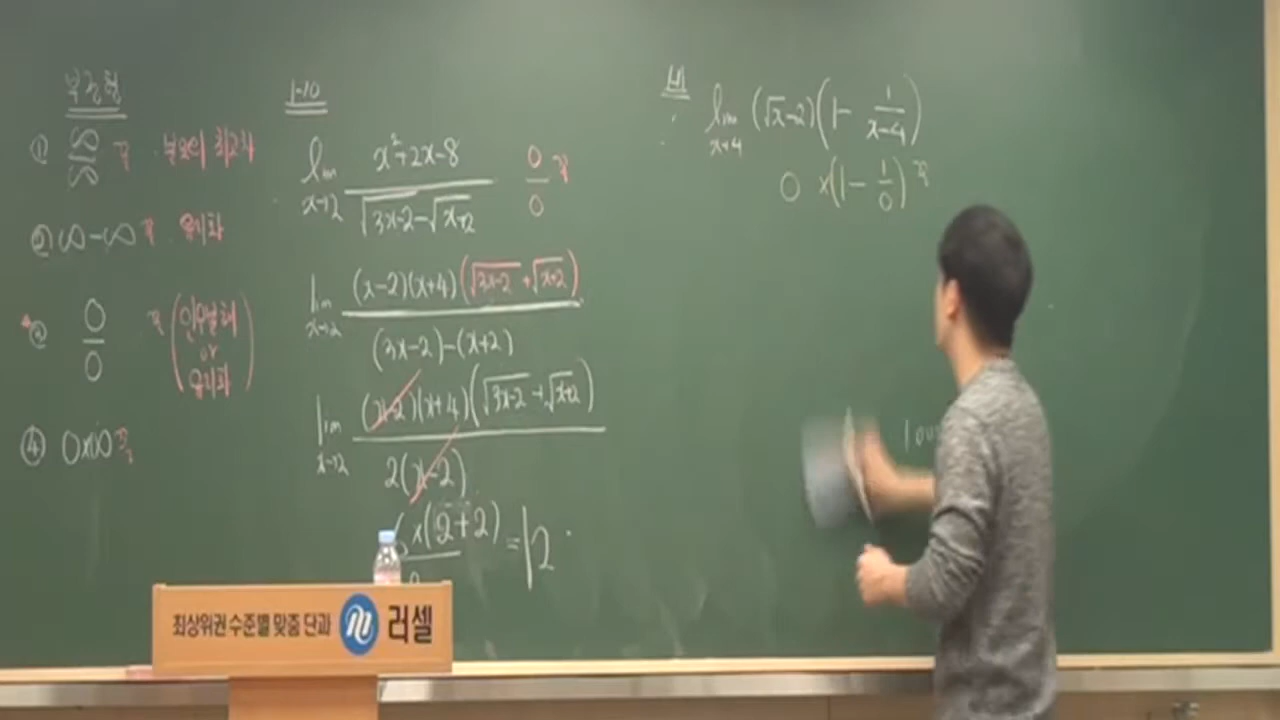 부정형
① ∞/∞ 꼴 · 분모의 최고차
② ∞-∞ 꼴 유리화
③ 0/0 꼴 (인수분해 or 유리화)
④ 0×∞ 꼴
1-10
lim x→2 x²+2x-8 / √3x-2 - √x+2 0/0 꼴
lim x→2 (x-2)(x+4)(√3x-2 + √x+2) / (3x-2)-(x+2)
lim x→2 (x-2)(x+4)(√3x-2 + √x+2) / 2(x-2)
x(2+2)
=12
1-11
lim x→4 (√x-2)(1- 1/x-4)
0 ×(1- 1/0) 꼴
최상위권 수준별 맞춤 단과 러셀